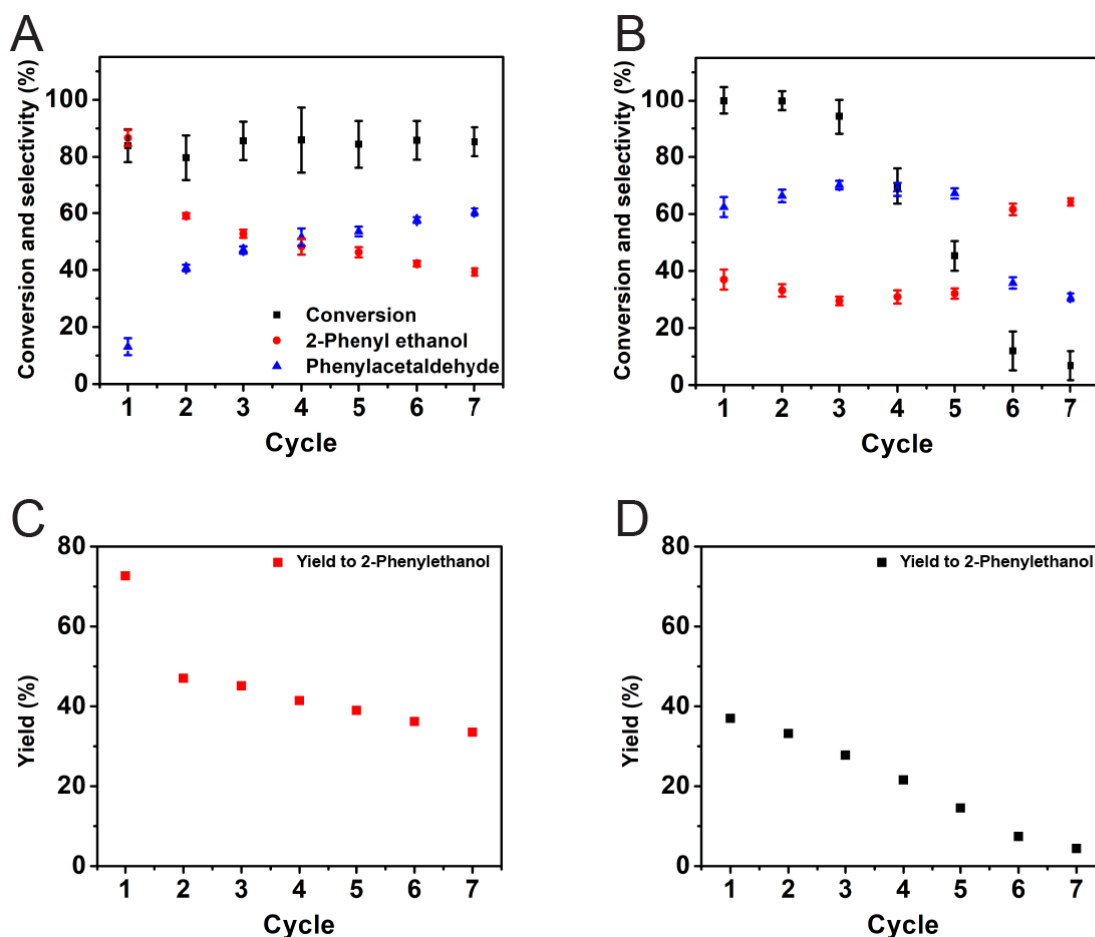 A
Conversion and selectivity (%)
100
80
60
40
20
0
Conversion
2-Phenyl ethanol
Phenylacetaldehyde
1 2 3 4 5 6 7
Cycle
B
Conversion and selectivity (%)
100
80
60
40
20
0
1 2 3 4 5 6 7
Cycle
C
Yield (%)
80
60
40
20
0
Yield to 2-Phenylethanol
1 2 3 4 5 6 7
Cycle
D
Yield (%)
80
60
40
20
0
Yield to 2-Phenylethanol
1 2 3 4 5 6 7
Cycle